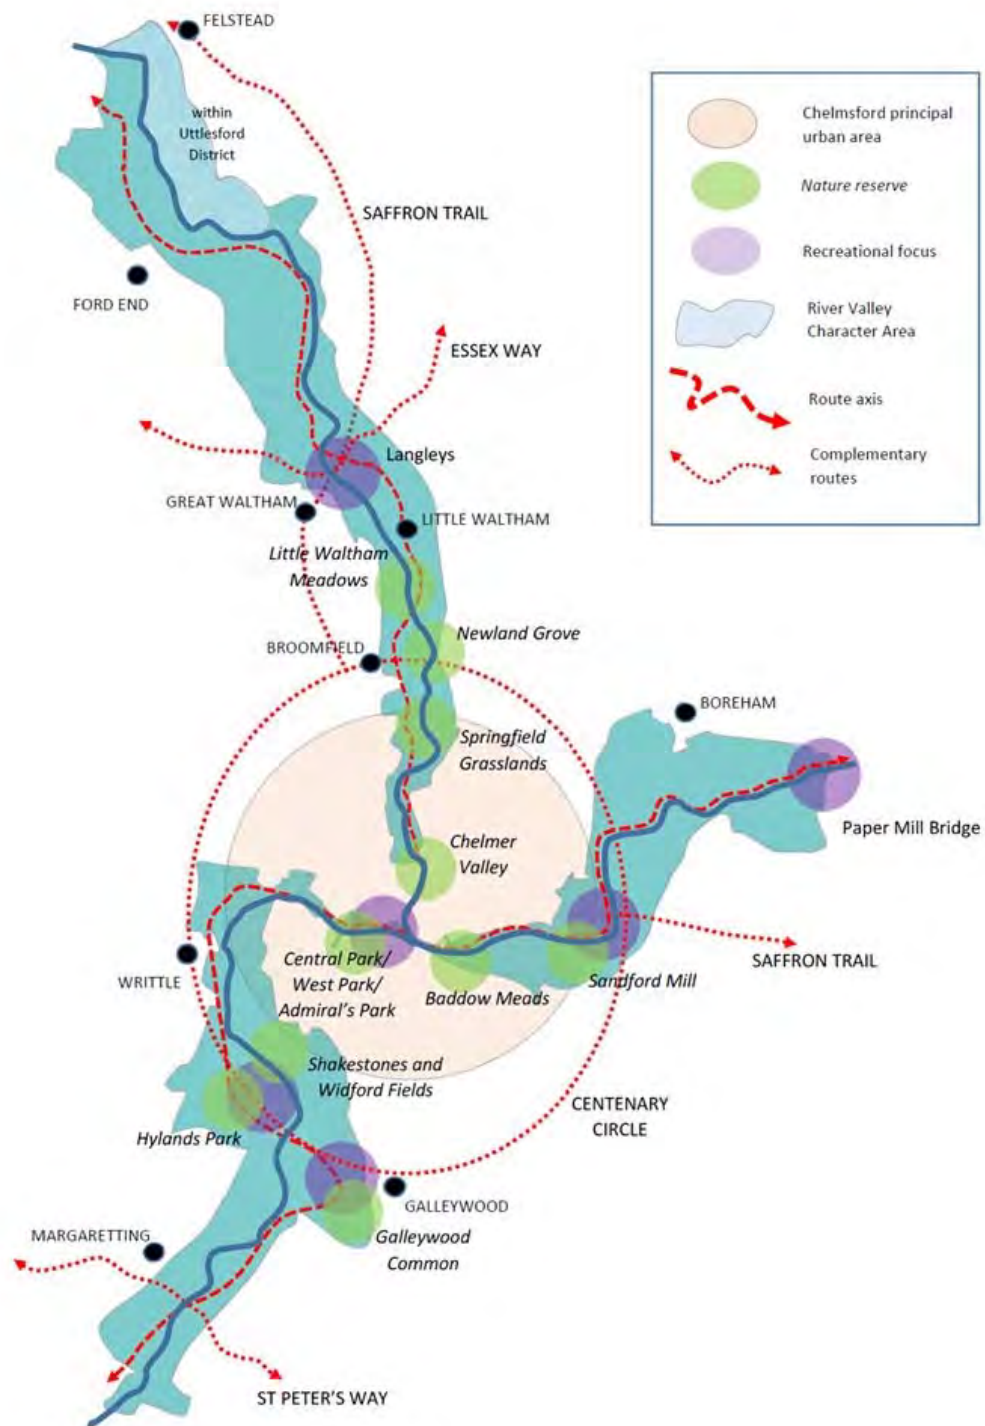 FELSTEAD
within
Uttlesford
District
SAFFRON TRAIL
FORD END
ESSEX WAY
Langleys
GREAT WALTHAM
LITTLE WALTHAM
Little Waltham
Meadows
Newland Grove
BROOMFIELD
BOREHAM
Springfield
Grasslands
Paper Mill Bridge
Chelmer
Valley
Central Park/
West Park/
Admiral's Park
WRITTLE
Baddow Meads
Sandford Mill
SAFFRON TRAIL
Shakestones and
Widford Fields
CENTENARY
CIRCLE
Hylands Park
GALLEYWOOD
MARGARETTING
Galleywood
Common
ST PETER'S WAY
Chelmsford principal
urban area
Nature reserve
Recreational focus
River Valley
Character Area
Route axis
Complementary
routes